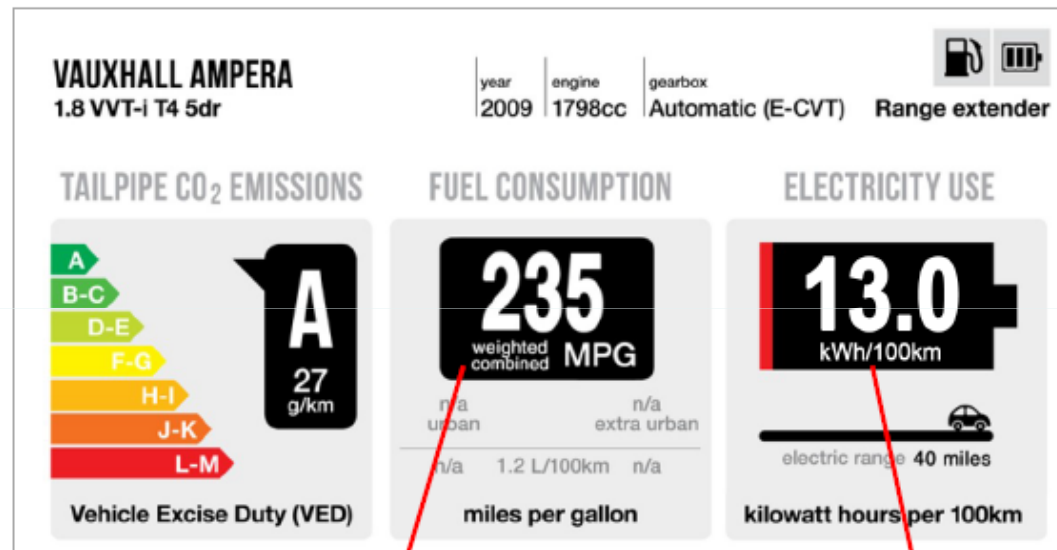 VAUXHALL AMPERA
1.8 VVT-i T4 5dr
year
2009
engine
1798cc
gearbox
Automatic (E-CVT)
Range extender
TAILPIPE CO₂ EMISSIONS
A
B-C
D-E
F-G
H-I
J-K
L-M
A
27
g/km
Vehicle Excise Duty (VED)
FUEL CONSUMPTION
235
weighted
combined MPG
n/a
urban
n/a
extra urban
n/a 1.2 L/100km n/a
miles per gallon
ELECTRICITY USE
13.0
kWh/100km
electric range 40 miles
kilowatt hours per 100km